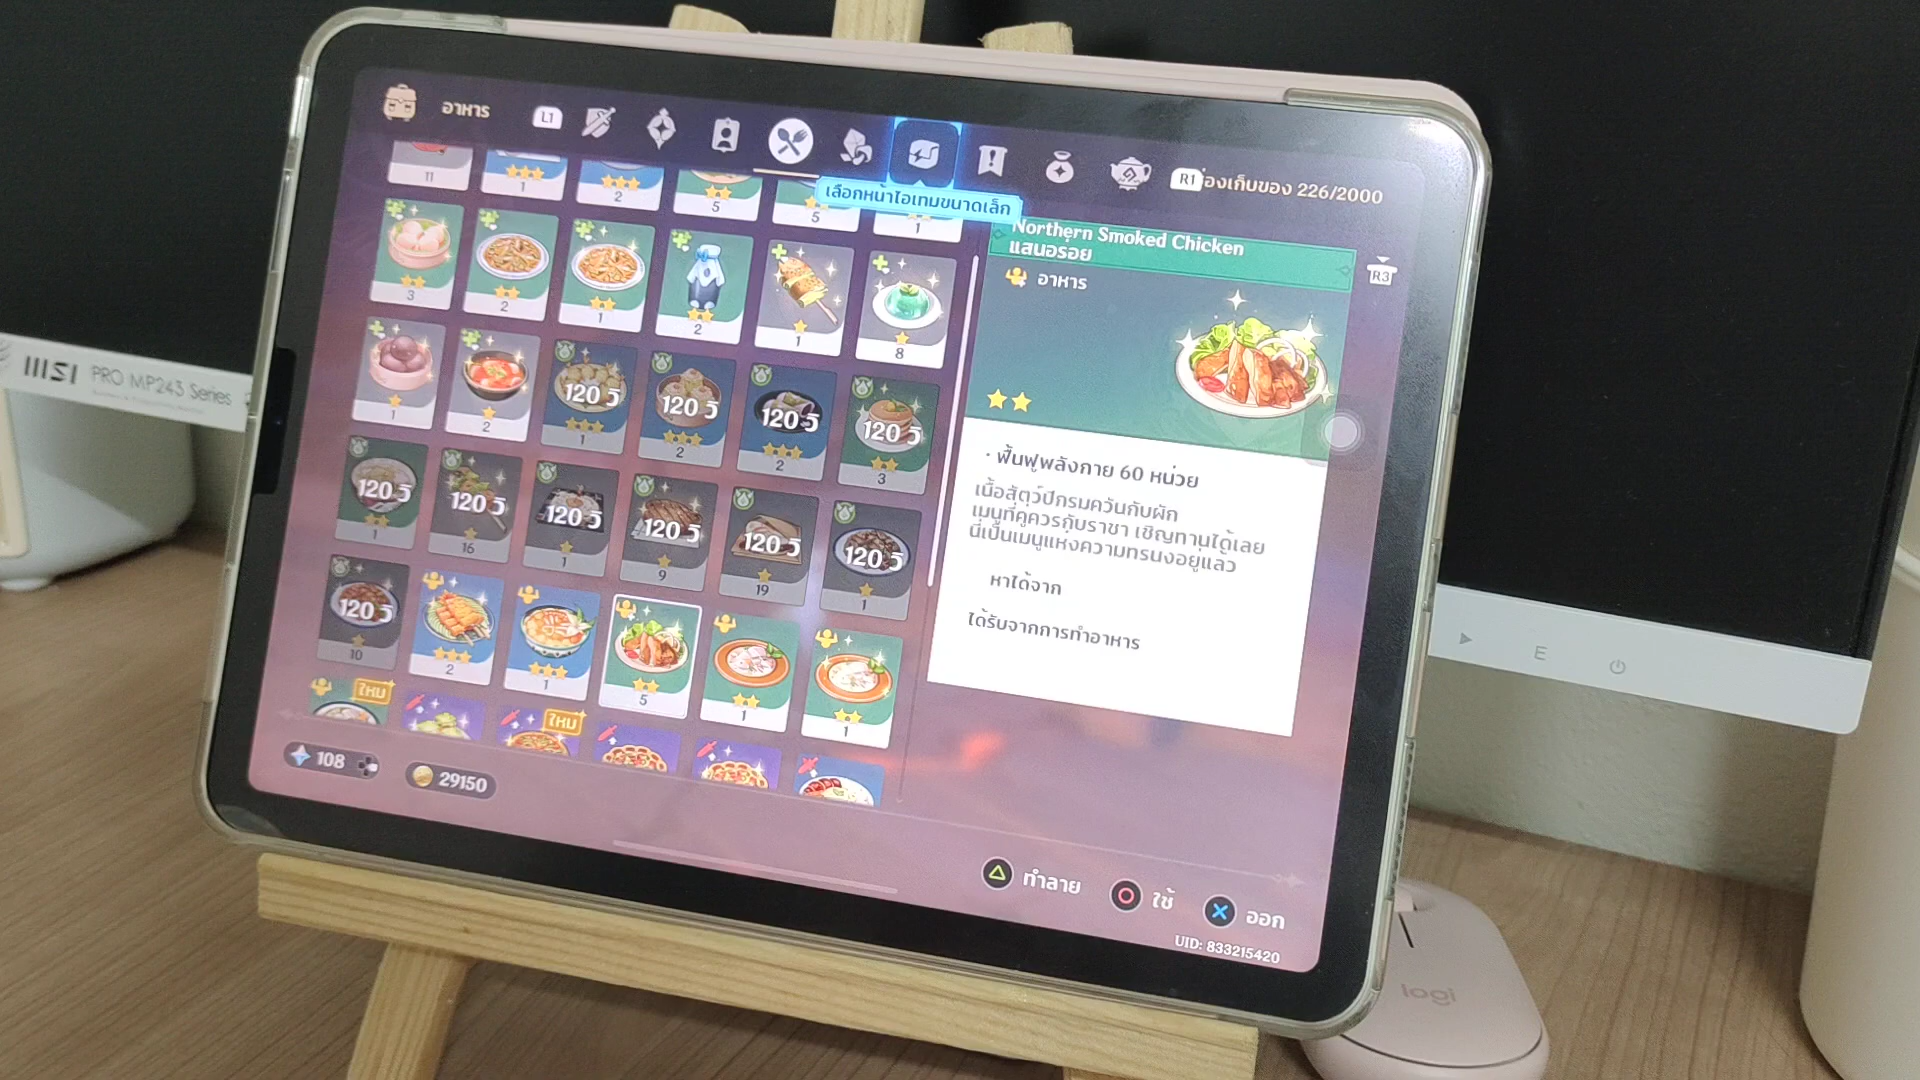 อาหาร
L1
R1
องเก็บของ 226/2000
เลือกหน้าไอเทมขนาดเล็ก
11
1
2
5
5
1
3
2
1
2
1
8
1
2
120 วิ
1
120 วิ
2
120 วิ
2
120 วิ
3
120 วิ
1
120 วิ
16
120 วิ
1
120 วิ
9
120 วิ
19
120 วิ
1
120 วิ
10
2
1
5
1
1
ใหม่
ใหม่
108
29150
Northern Smoked Chicken
แสนอร่อย
R3
อาหาร
· ฟื้นฟูพลังกาย 60 หน่วย
เนื้อสัตว์ปีกรมควันกับผัก
เมนูที่คู่ควรกับราชา เชิญทานได้เลย
นี่เป็นเมนูแห่งความทรนงอยู่แล้ว
หาได้จาก
ได้รับจากการทำอาหาร
ทำลาย
ใช้
ออก
UID: 833215420
msi PRO MP243 Series
E
logi